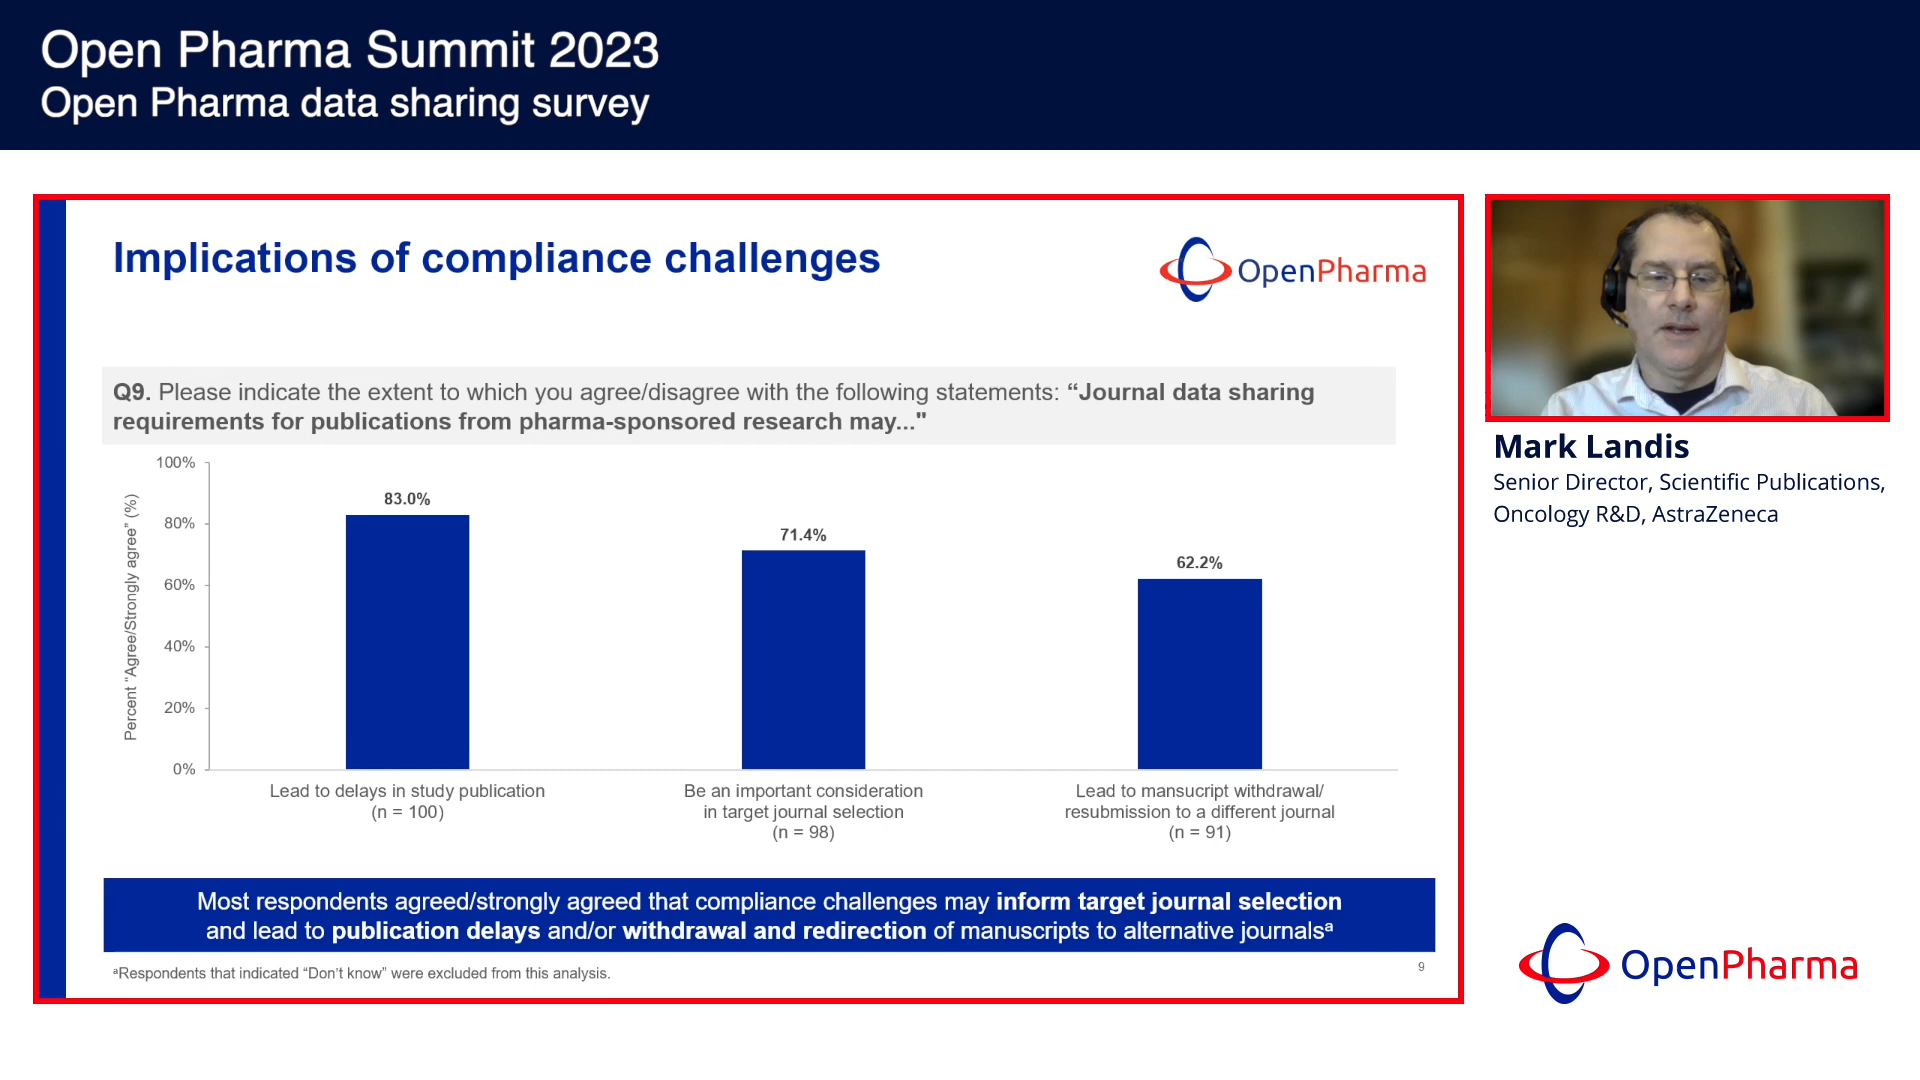 Open Pharma Summit 2023
Open Pharma data sharing survey
Implications of compliance challenges
OpenPharma
Q9. Please indicate the extent to which you agree/disagree with the following statements: “Journal data sharing
requirements for publications from pharma-sponsored research may..."
Percent “Agree/Strongly agree” (%)
100%
80%
60%
40%
20%
0%
83.0%
71.4%
62.2%
Lead to delays in study publication
(n = 100)
Be an important consideration
in target journal selection
(n = 98)
Lead to mansucript withdrawal/
resubmission to a different journal
(n = 91)
Most respondents agreed/strongly agreed that compliance challenges may inform target journal selection
and lead to publication delays and/or withdrawal and redirection of manuscripts to alternative journalsᵃ
ᵃRespondents that indicated “Don’t know” were excluded from this analysis.
9
Mark Landis
Senior Director, Scientific Publications,
Oncology R&D, AstraZeneca
OpenPharma